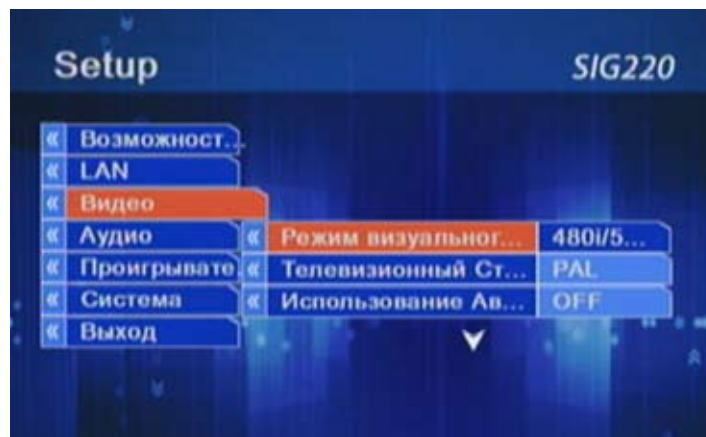 Setup SIG220
« Возможност...
« LAN
« Видео
« Аудио « Режим визуальног... 480i/5...
« Проигрывате « Телевизионный Ст... PAL
« Система « Использование Ав... OFF
« Выход